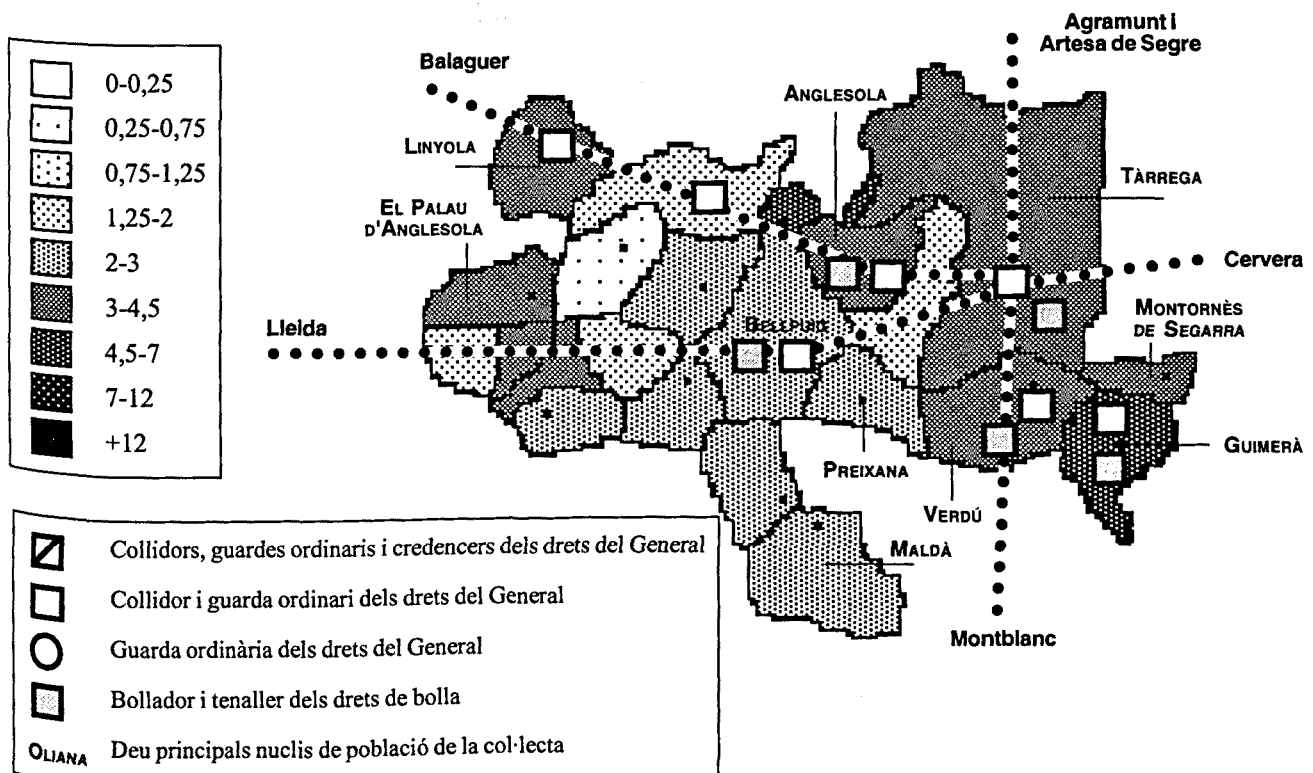 0-0,25
0,25-0,75
0,75-1,25
1,25-2
2-3
3-4,5
4,5-7
7-12
+12
Agramunt i
Artesa de Segre
Balaguer
ANGLESOLA
LINYOLA
TÀRREGA
EL PALAU
D'ANGLESOLA
Cervera
MONTORNÈS
DE SEGARRA
Lleida
BELLPUIG
GUIMERÀ
PREIXANA
VERDÚ
MALDÀ
Montblanc
Collidors, guardes ordinaris i credencers dels drets del General
Collidor i guarda ordinari dels drets del General
Guarda ordinària dels drets del General
Bollador i tenaller dels drets de bolla
OLIANA Deu principals nuclis de població de la col·lecta